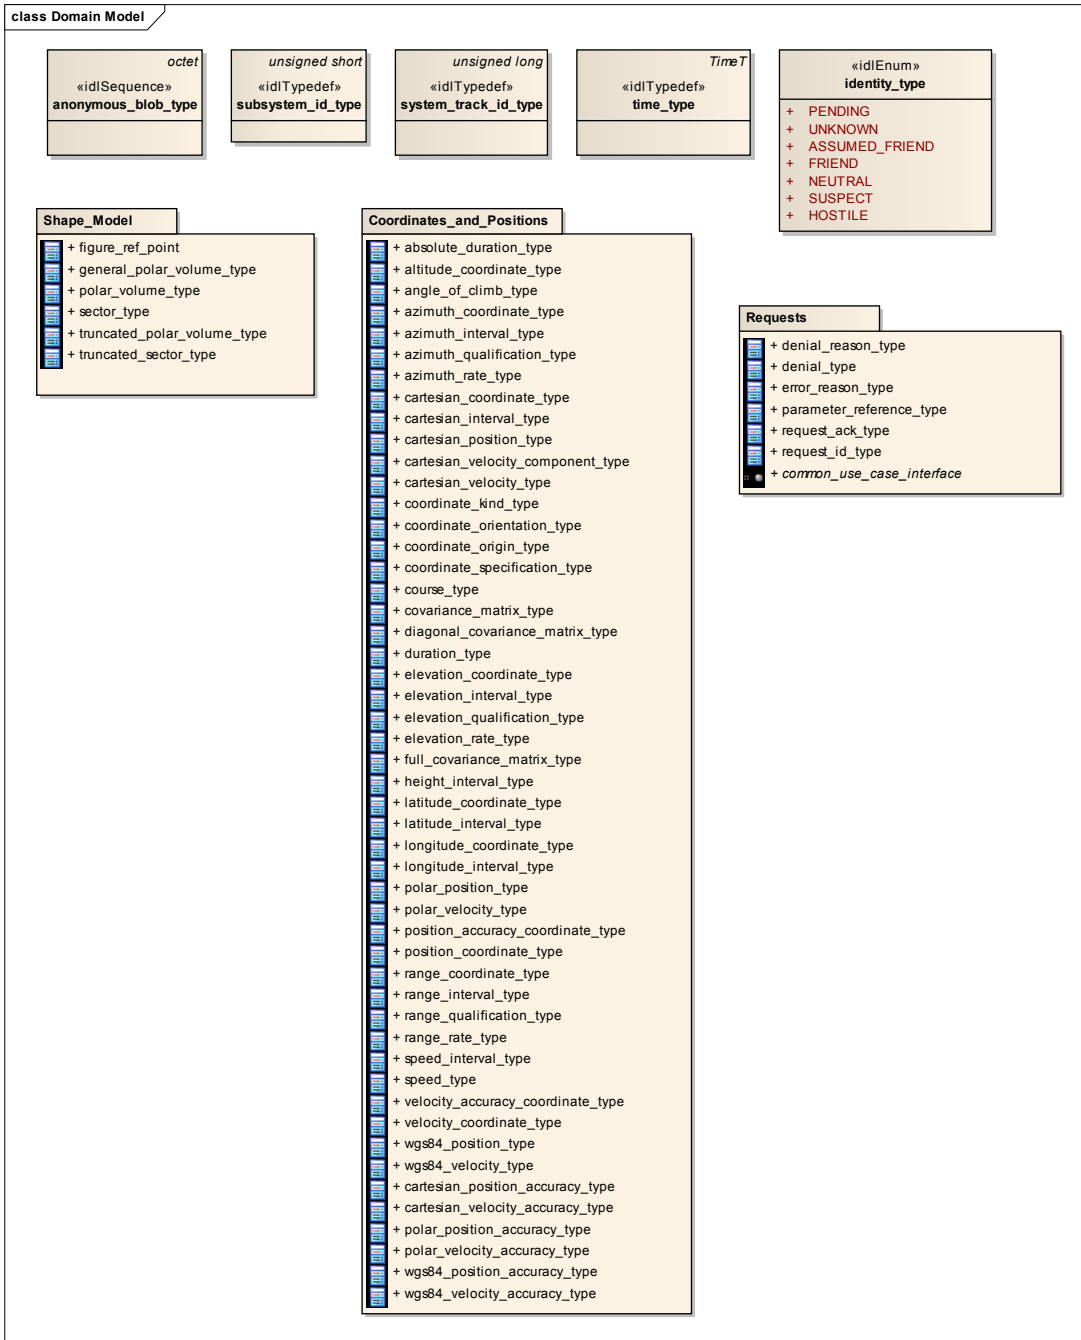 class Domain Model
octet
«idlSequence»
anonymous_blob_type
unsigned short
«idlTypedef»
subsystem_id_type
unsigned long
«idlTypedef»
system_track_id_type
TimeT
«idlTypedef»
time_type
«idlEnum»
identity_type
+ PENDING
+ UNKNOWN
+ ASSUMED_FRIEND
+ FRIEND
+ NEUTRAL
+ SUSPECT
+ HOSTILE
Shape_Model
+ figure_ref_point
+ general_polar_volume_type
+ polar_volume_type
+ sector_type
+ truncated_polar_volume_type
+ truncated_sector_type
Coordinates_and_Positions
+ absolute_duration_type
+ altitude_coordinate_type
+ angle_of_climb_type
+ azimuth_coordinate_type
+ azimuth_interval_type
+ azimuth_qualification_type
+ azimuth_rate_type
+ cartesian_coordinate_type
+ cartesian_interval_type
+ cartesian_position_type
+ cartesian_velocity_component_type
+ cartesian_velocity_type
+ coordinate_kind_type
+ coordinate_orientation_type
+ coordinate_origin_type
+ coordinate_specification_type
+ course_type
+ covariance_matrix_type
+ diagonal_covariance_matrix_type
+ duration_type
+ elevation_coordinate_type
+ elevation_interval_type
+ elevation_qualification_type
+ elevation_rate_type
+ full_covariance_matrix_type
+ height_interval_type
+ latitude_coordinate_type
+ latitude_interval_type
+ longitude_coordinate_type
+ longitude_interval_type
+ polar_position_type
+ polar_velocity_type
+ position_accuracy_coordinate_type
+ position_coordinate_type
+ range_coordinate_type
+ range_interval_type
+ range_qualification_type
+ range_rate_type
+ speed_interval_type
+ speed_type
+ velocity_accuracy_coordinate_type
+ velocity_coordinate_type
+ wgs84_position_type
+ wgs84_velocity_type
+ cartesian_position_accuracy_type
+ cartesian_velocity_accuracy_type
+ polar_position_accuracy_type
+ polar_velocity_accuracy_type
+ wgs84_position_accuracy_type
+ wgs84_velocity_accuracy_type
Requests
+ denial_reason_type
+ denial_type
+ error_reason_type
+ parameter_reference_type
+ request_ack_type
+ request_id_type
+ common_use_case_interface